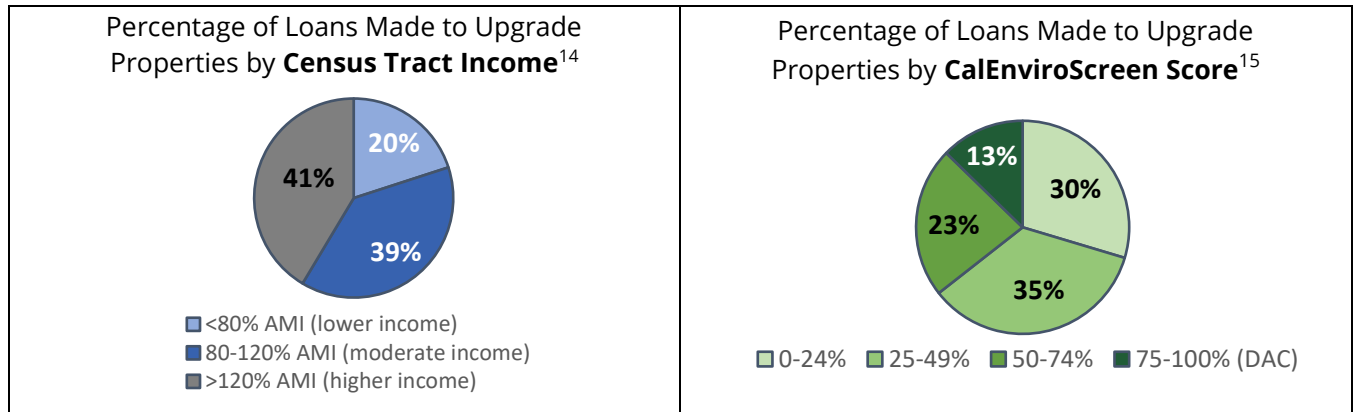 Percentage of Loans Made to Upgrade
Properties by Census Tract Income14
20%
41%
39%
<80% AMI (lower income)
80-120% AMI (moderate income)
>120% AMI (higher income)
Percentage of Loans Made to Upgrade
Properties by CalEnviroScreen Score15
13%
30%
23%
35%
0-24% 25-49% 50-74% 75-100% (DAC)